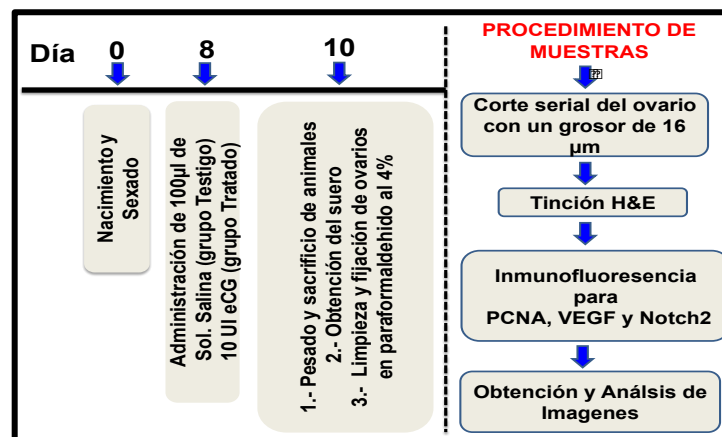 Día 0 8 10
Nacimiento y
Sexado
Administración de 100µl de
Sol. Salina (grupo Testigo)
10 UI eCG (grupo Tratado)
1.- Pesado y sacrificio de animales
2.- Obtención del suero
3.- Limpieza y fijación de ovarios
en paraformaldehido al 4%
PROCEDIMIENTO DE
MUESTRAS
Corte serial del ovario
con un grosor de 16
µm
Tinción H&E
Inmunofluoresencia
para
PCNA, VEGF y Notch2
Obtención y Análsis de
Imagenes